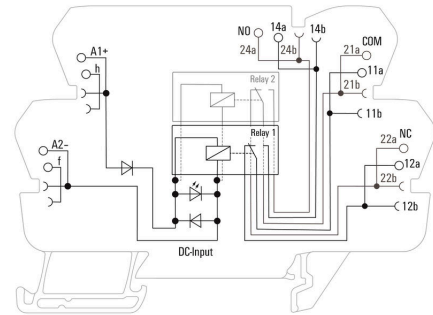 NO 14a 14b
24a 24b
COM
21a
11a
21b
11b
A1+
h
Relay 2
Relay 1
A2-
f
NC
22a
12a
22b
12b
DC-Input